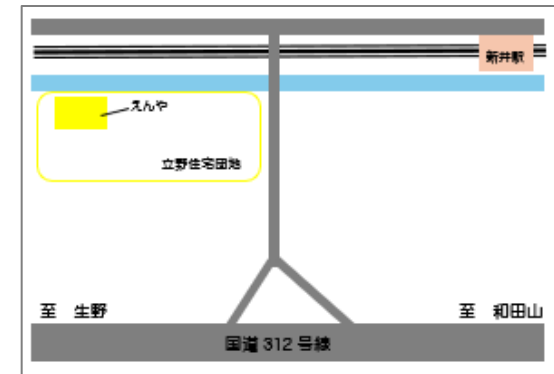 新井駅
えんや
立野住宅団地
至 生野
至 和田山
国道 312 号線